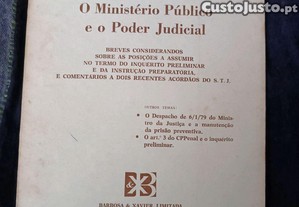 CustoJusto.pt
O Ministério Público
e o Poder Judicial
BREVES CONSIDERANDOS
SOBRE AS POSIÇÕES A ASSUMIR
NO TERMO DO INQUÉRITO PRELIMINAR
E DA INSTRUÇÃO PREPARATÓRIA,
E COMENTÁRIOS A DOIS RECENTES ACÓRDÃOS DO S. T. J.
OUTROS TEMAS:
• O Despacho de 6/1/79 do Minis-
tro da Justiça e a manutenção
da prisão preventiva.
• O art.º 3 do CPPenal e o inquérito
preliminar.
BARBOSA & XAVIER, LIMITADA